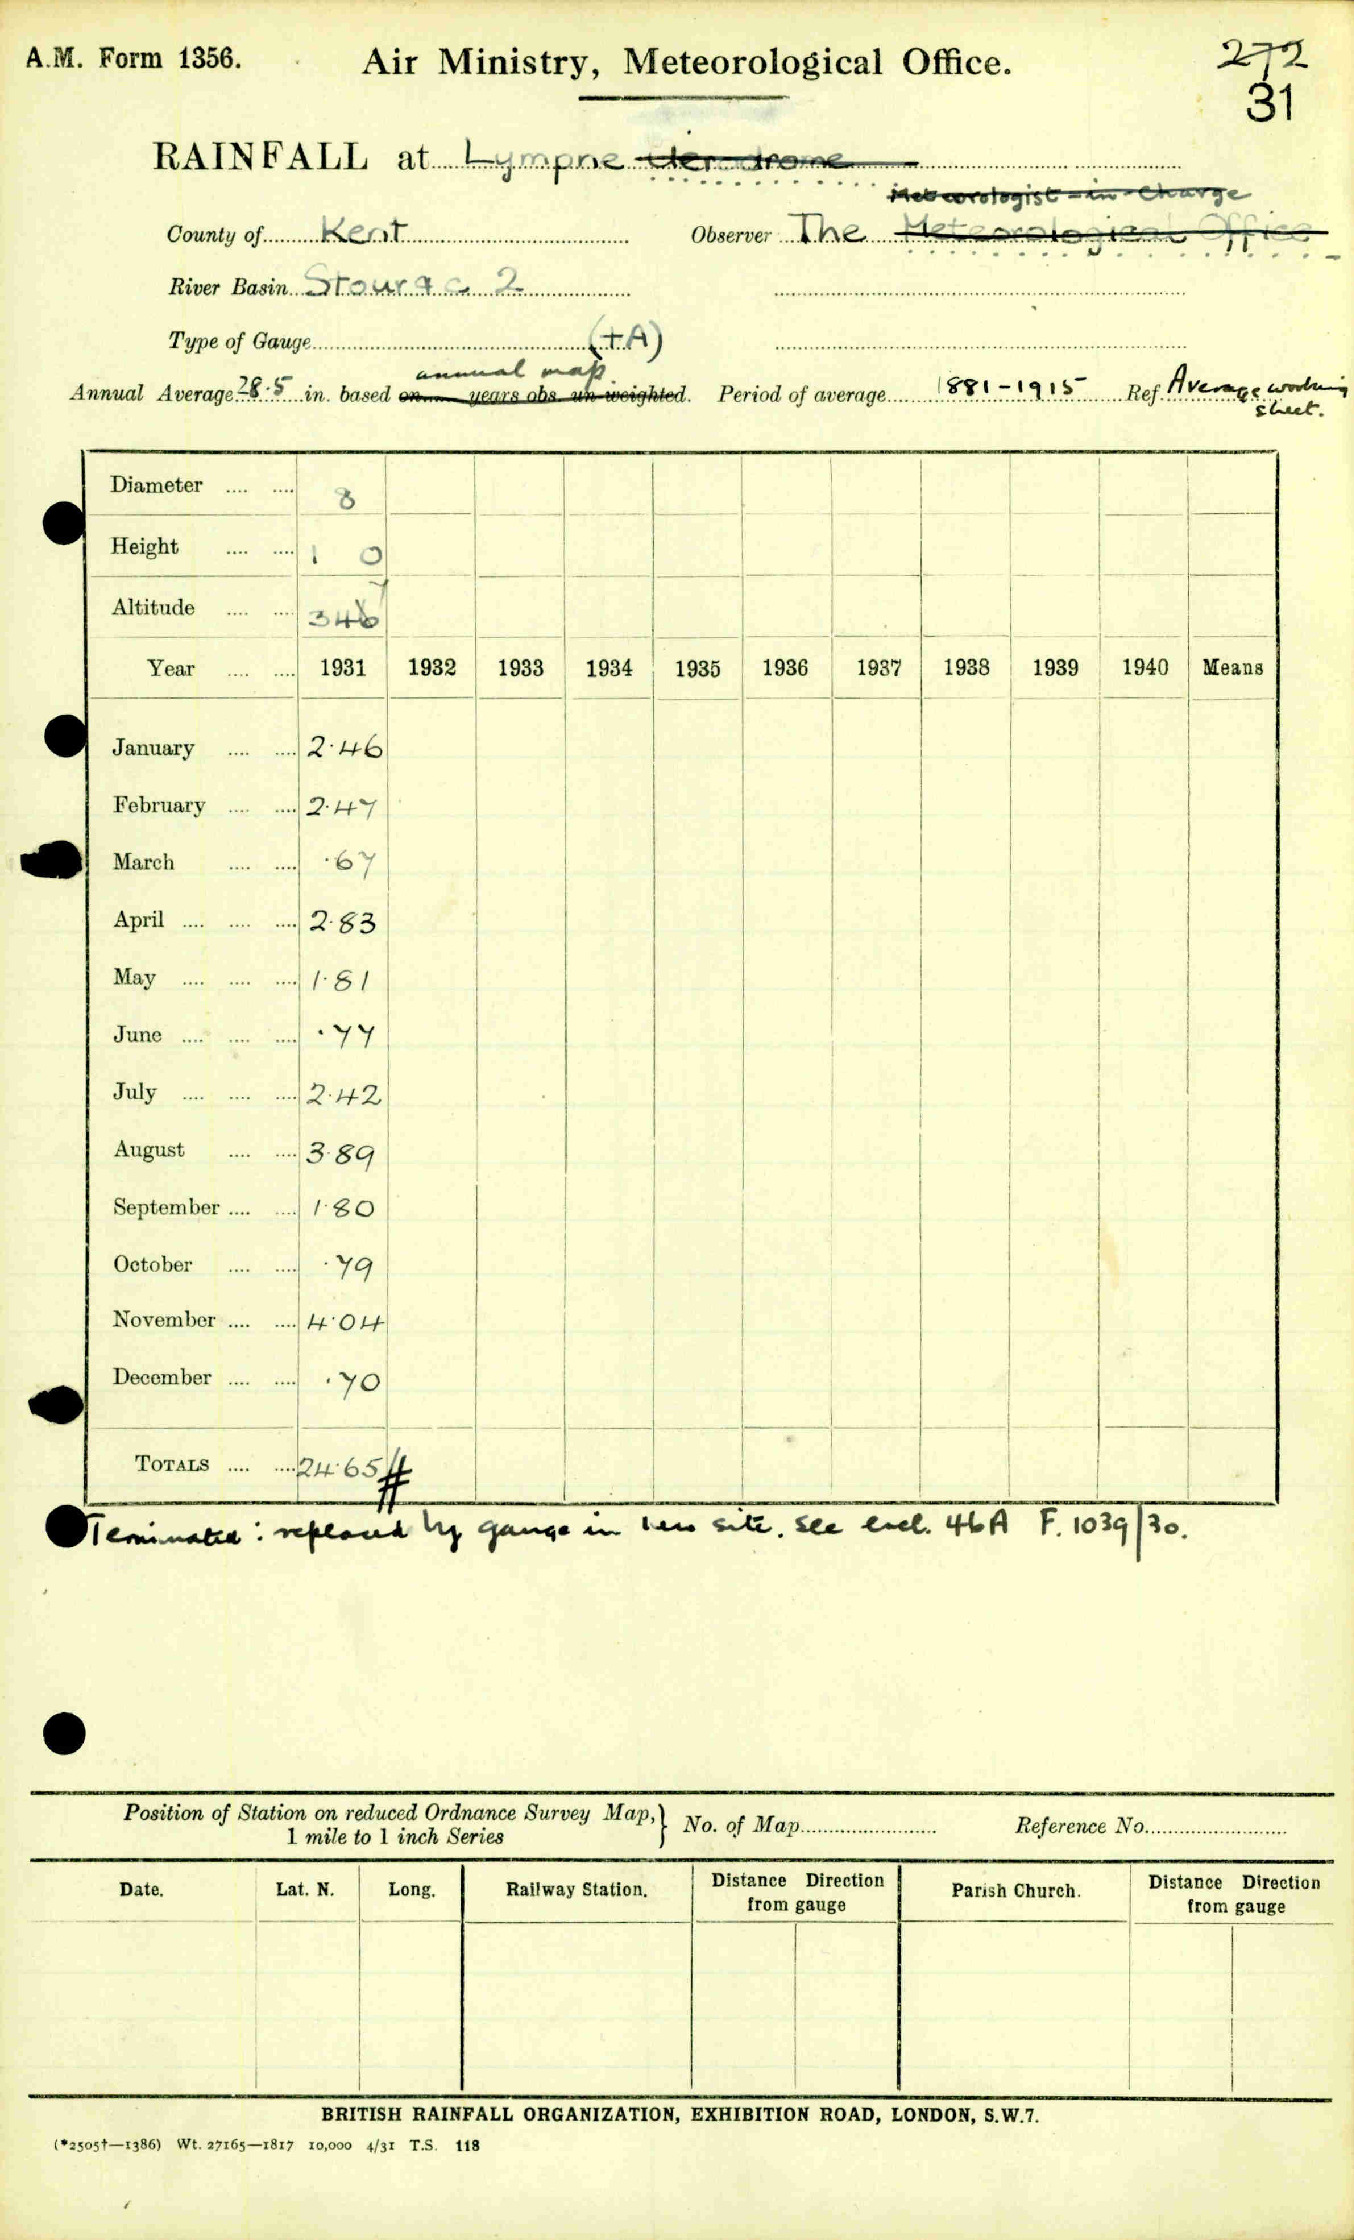 A.M. Form 1356.
Air Ministry, Meteorological Office.
272
31
RAINFALL at Lympne Aerodrome
Meteorologist-in-Charge
County of Kent Observer The Meteorological Office
River Basin Stour &c 2
Type of Gauge (+A)
annual map
Annual Average 28.5 in. based on years obs. un-weighted. Period of average 1881-1915 Ref. Average working
sheet.
Diameter 8
Height 1 0
7
Altitude 346
Year 1931 1932 1933 1934 1935 1936 1937 1938 1939 1940 Means
January 2.46
February 2.47
March .67
April 2.83
May 1.81
June .77
July 2.42
August 3.89
September 1.80
October .79
November 4.04
December .70
TOTALS 24.65 #
Terminated: replaced by gauge in new site. See encl. 46A F. 1039/30.
Position of Station on reduced Ordnance Survey Map,
1 mile to 1 inch Series } No. of Map Reference No.
Date. Lat. N. Long. Railway Station. Distance Direction from gauge Parish Church. Distance Direction from gauge
BRITISH RAINFALL ORGANIZATION, EXHIBITION ROAD, LONDON, S.W.7.
(*2505†—1386) Wt. 27165—1817 10,000 4/31 T.S. 118